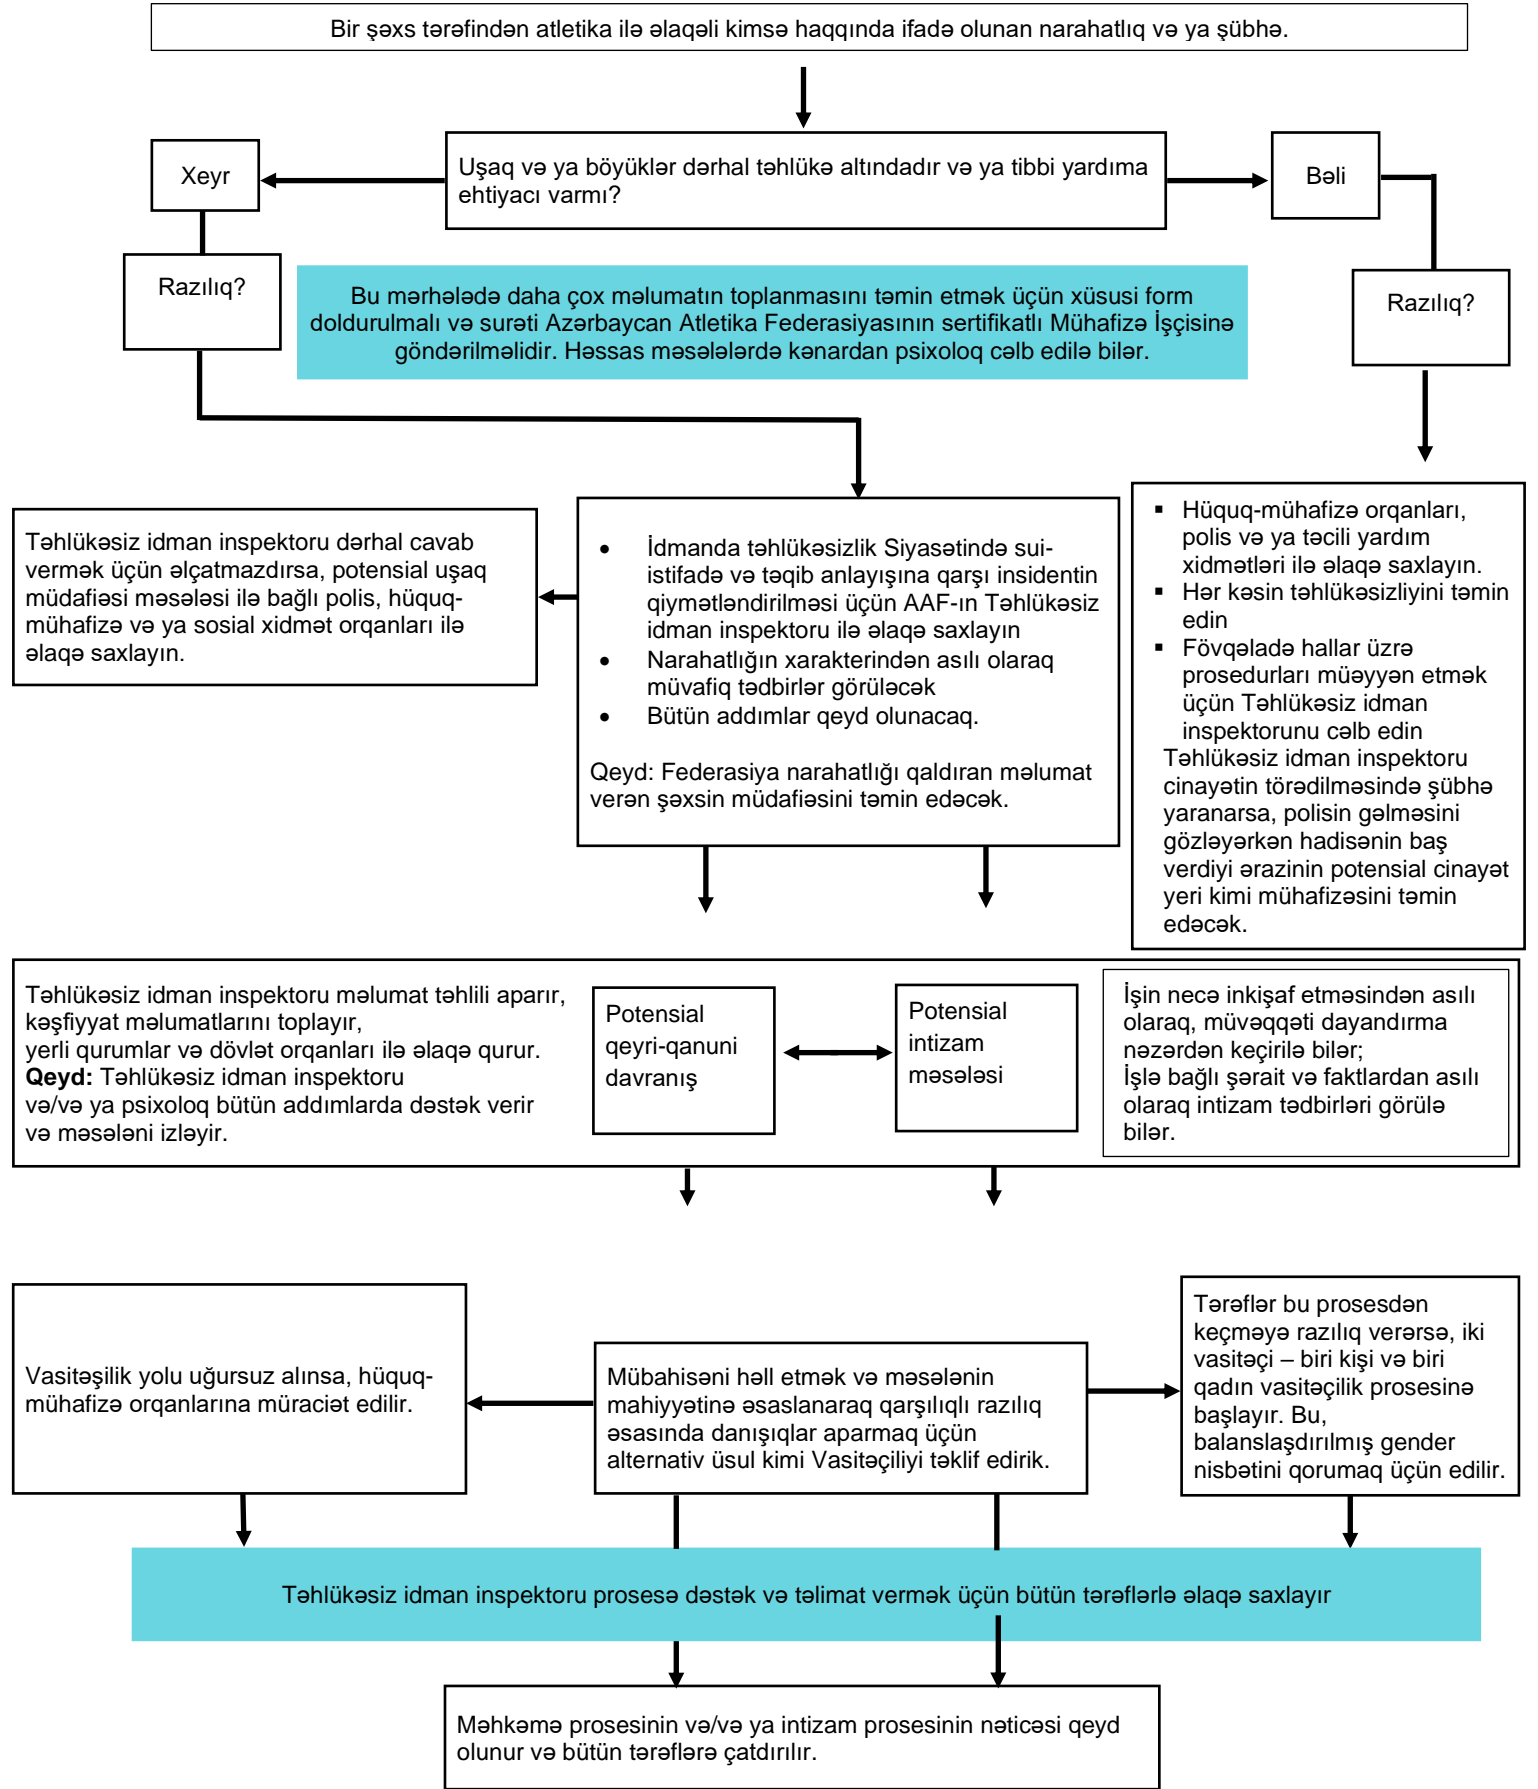 Bir şəxs tərəfindən atletika ilə əlaqəli kimsə haqqında ifadə olunan narahatlıq və ya şübhə.
Xeyr
Uşaq və ya böyüklər dərhal təhlükə altındadır və ya tibbi yardıma
ehtiyacı varmı?
Bəli
Razılıq?
Bu mərhələdə daha çox məlumatın toplanmasını təmin etmək üçün xüsusi form
doldurulmalı və surəti Azərbaycan Atletika Federasiyasının sertifikatlı Mühafizə İşçisinə
göndərilməlidir. Həssas məsələlərdə kənardan psixoloq cəlb edilə bilər.
Razılıq?
Təhlükəsiz idman inspektoru dərhal cavab
vermək üçün əlçatmazdırsa, potensial uşaq
müdafiəsi məsələsi ilə bağlı polis, hüquq-
mühafizə və ya sosial xidmət orqanları ilə
əlaqə saxlayın.
• İdmanda təhlükəsizlik Siyasətində sui-
istifadə və təqib anlayışına qarşı insidentin
qiymətləndirilməsi üçün AAF-ın Təhlükəsiz
idman inspektoru ilə əlaqə saxlayın
• Narahatlığın xarakterindən asılı olaraq
müvafiq tədbirlər görüləcək
• Bütün addımlar qeyd olunacaq.
Qeyd: Federasiya narahatlığı qaldıran məlumat
verən şəxsin müdafiəsini təmin edəcək.
▪ Hüquq-mühafizə orqanları,
polis və ya təcili yardım
xidmətləri ilə əlaqə saxlayın.
▪ Hər kəsin təhlükəsizliyini təmin
edin
▪ Fövqəladə hallar üzrə
prosedurları müəyyən etmək
üçün Təhlükəsiz idman
inspektorunu cəlb edin
Təhlükəsiz idman inspektoru
cinayətin törədilməsində şübhə
yaranarsa, polisin gəlməsini
gözləyərkən hadisənin baş
verdiyi ərazinin potensial cinayət
yeri kimi mühafizəsini təmin
edəcək.
Təhlükəsiz idman inspektoru məlumat təhlili aparır,
kəşfiyyat məlumatlarını toplayır,
yerli qurumlar və dövlət orqanları ilə əlaqə qurur.
Qeyd: Təhlükəsiz idman inspektoru
və/və ya psixoloq bütün addımlarda dəstək verir
və məsələni izləyir.
Potensial
qeyri-qanuni
davranış
Potensial
intizam
məsələsi
İşin necə inkişaf etməsindən asılı
olaraq, müvəqqəti dayandırma
nəzərdən keçirilə bilər;
İşlə bağlı şərait və faktlardan asılı
olaraq intizam tədbirləri görülə
bilər.
Vasitəşilik yolu uğursuz alınsa, hüquq-
mühafizə orqanlarına müraciət edilir.
Mübahisəni həll etmək və məsələnin
mahiyyətinə əsaslanaraq qarşılıqlı razılıq
əsasında danışıqlar aparmaq üçün
alternativ üsul kimi Vasitəçiliyi təklif edirik.
Tərəflər bu prosesdən
keçməyə razılıq verərsə, iki
vasitəçi – biri kişi və biri
qadın vasitəçilik prosesinə
başlayır. Bu,
balanslaşdırılmış gender
nisbətini qorumaq üçün edilir.
Təhlükəsiz idman inspektoru prosesə dəstək və təlimat vermək üçün bütün tərəflərlə əlaqə saxlayır
Məhkəmə prosesinin və/və ya intizam prosesinin nəticəsi qeyd
olunur və bütün tərəflərə çatdırılır.